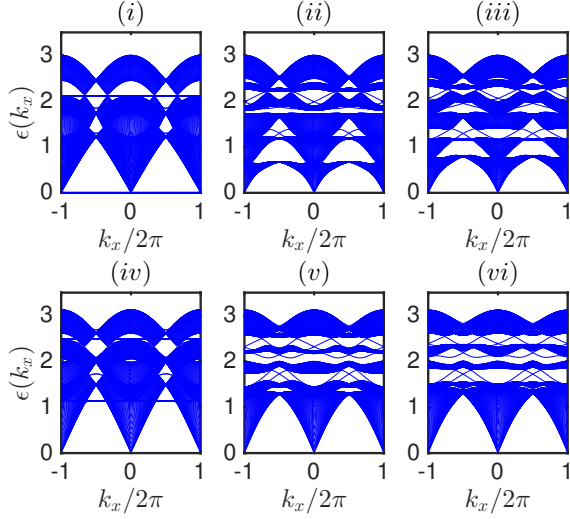 (i) (ii) (iii)
ϵ(k_x)
3
2
1
0
-1 0 1 -1 0 1 -1 0 1
k_x/2π k_x/2π k_x/2π
(iv) (v) (vi)
ϵ(k_x)
3
2
1
0
-1 0 1 -1 0 1 -1 0 1
k_x/2π k_x/2π k_x/2π